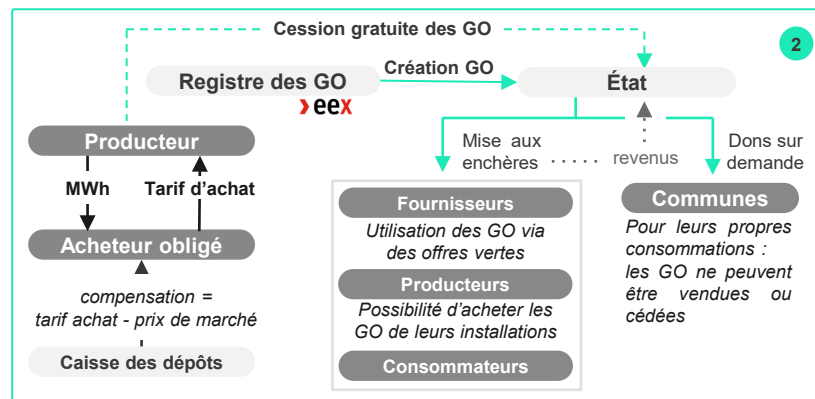 Cession gratuite des GO
2
Registre des GO
eex
Création GO
État
Producteur
MWh
Tarif d'achat
Acheteur obligé
compensation =
tarif achat - prix de marché
Caisse des dépôts
Mise aux
enchères
revenus
Dons sur
demande
Fournisseurs
Utilisation des GO via
des offres vertes
Producteurs
Possibilité d'acheter les
GO de leurs installations
Consommateurs
Communes
Pour leurs propres
consommations :
les GO ne peuvent
être vendues ou
cédées